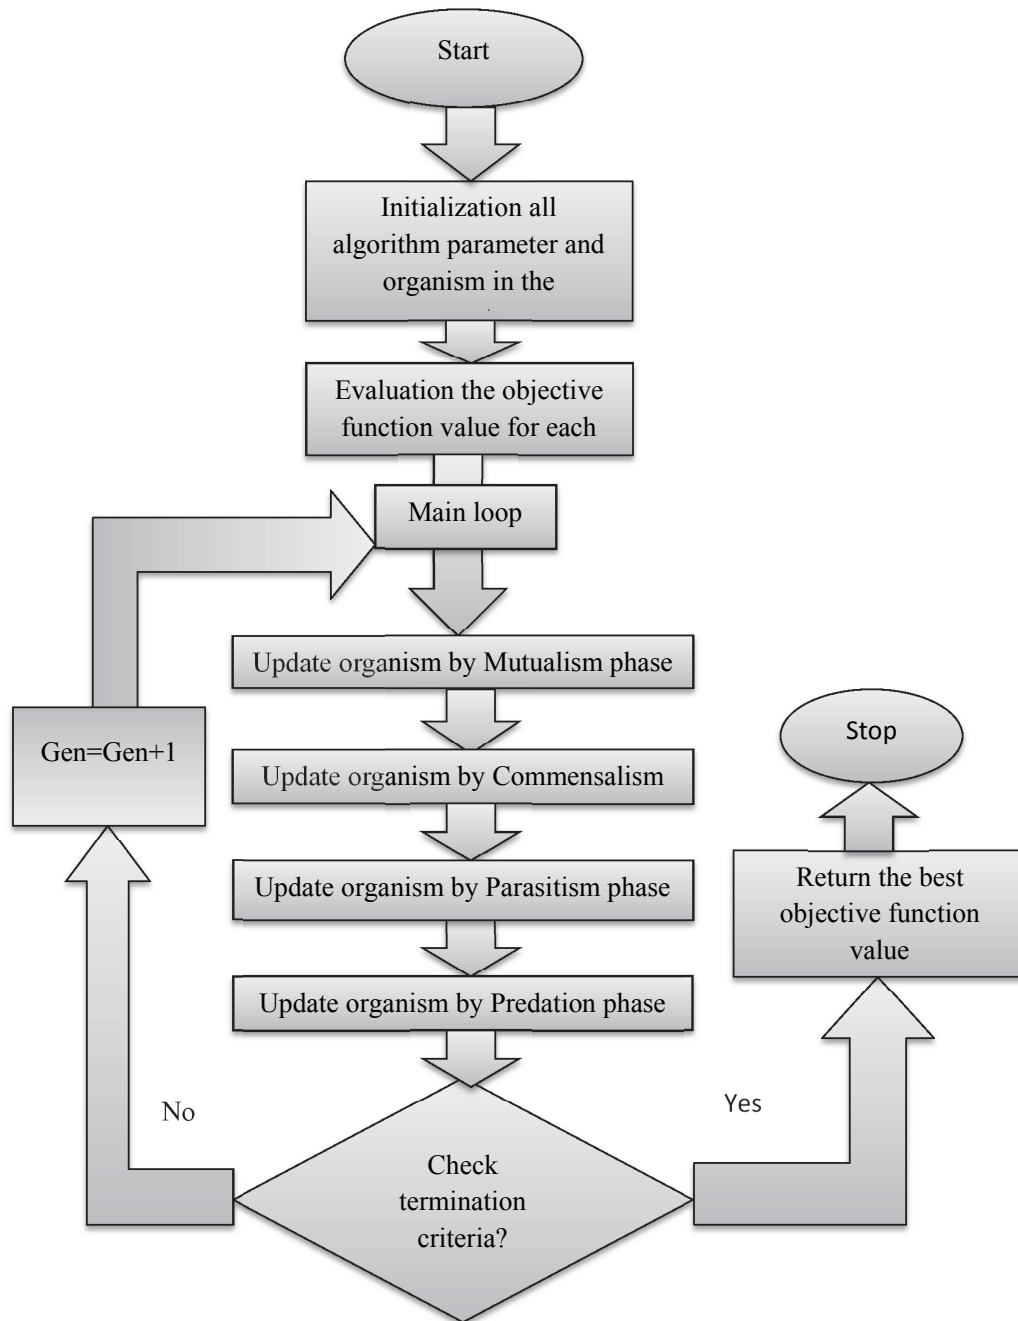 Start
Initialization all
algorithm parameter and
organism in the
Evaluation the objective
function value for each
Main loop
Update organism by Mutualism phase
Gen=Gen+1
Stop
Update organism by Commensalism
Update organism by Parasitism phase
Return the best
objective function
value
Update organism by Predation phase
No
Yes
Check
termination
criteria?